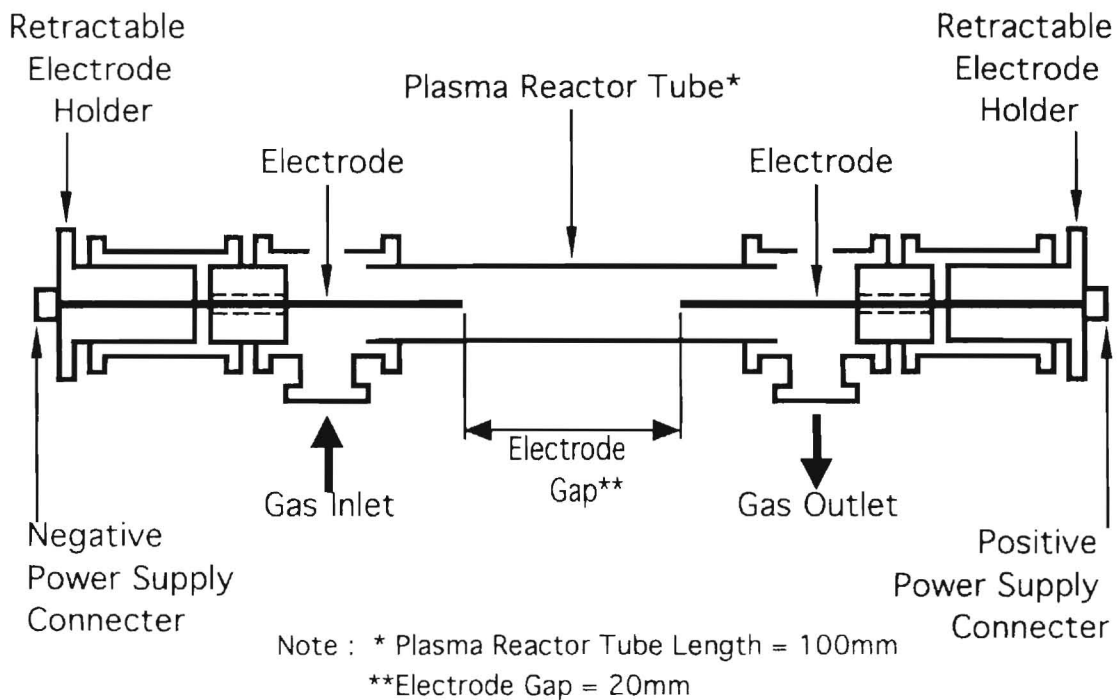 Retractable
Electrode
Holder
Retractable
Electrode
Holder
Plasma Reactor Tube*
Electrode
Electrode
Electrode
Gap**
Gas Inlet
Gas Outlet
Negative
Power Supply
Connecter
Positive
Power Supply
Connecter
Note : * Plasma Reactor Tube Length = 100mm
**Electrode Gap = 20mm